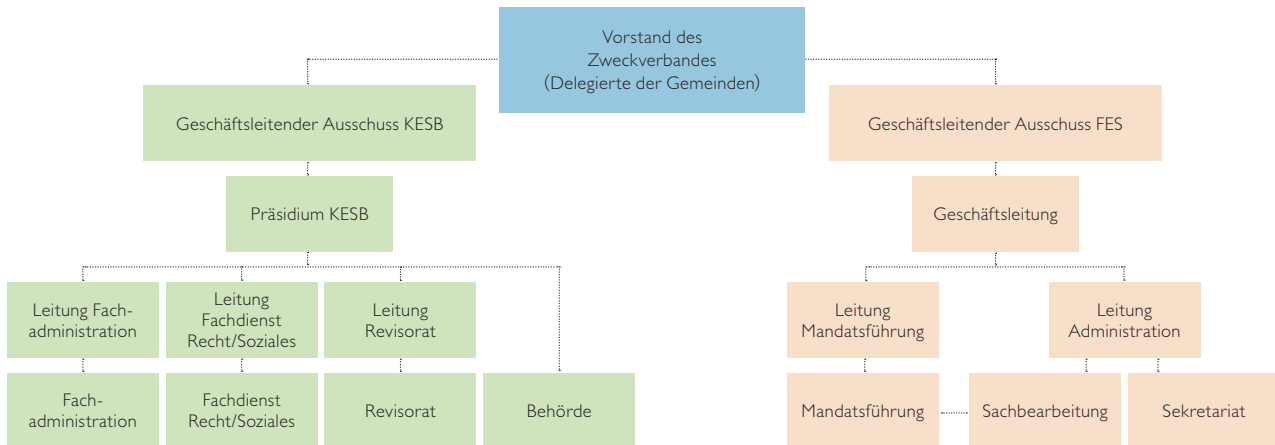 Vorstand des
Zweckverbandes
(Delegierte der Gemeinden)
Geschäftsleitender Ausschuss KESB
Geschäftsleitender Ausschuss FES
Präsidium KESB
Geschäftsleitung
Leitung Fach-
administration
Leitung
Fachdienst
Recht/Soziales
Leitung
Revisorat
Leitung
Mandatsführung
Leitung
Administration
Fach-
administration
Fachdienst
Recht/Soziales
Revisorat
Behörde
Mandatsführung
Sachbearbeitung
Sekretariat